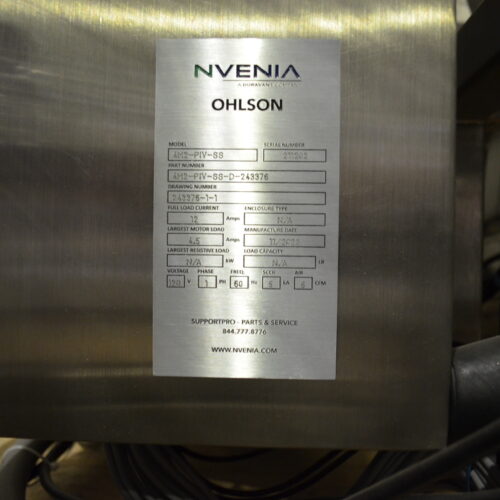 NVENIA
A DURAVANT COMPANY
OHLSON
MODEL SERIAL NUMBER
4M2-PIV-SS
PART NUMBER
4M2-PIV-SS-D-243376
DRAWING NUMBER
243376-1-1
FULL LOAD CURRENT ENCLOSURE TYPE
12 Amps N/A
LARGEST MOTOR LOAD MANUFACTURE DATE
4.5 Amps
LARGEST RESISTIVE LOAD LOAD CAPACITY
N/A kW N/A LB
VOLTAGE PHASE FREQ SCCR AIR
120 V 1 PH 60 Hz 5 kA 6 CFM
SUPPORTPRO - PARTS & SERVICE
844.777.8776
WWW.NVENIA.COM